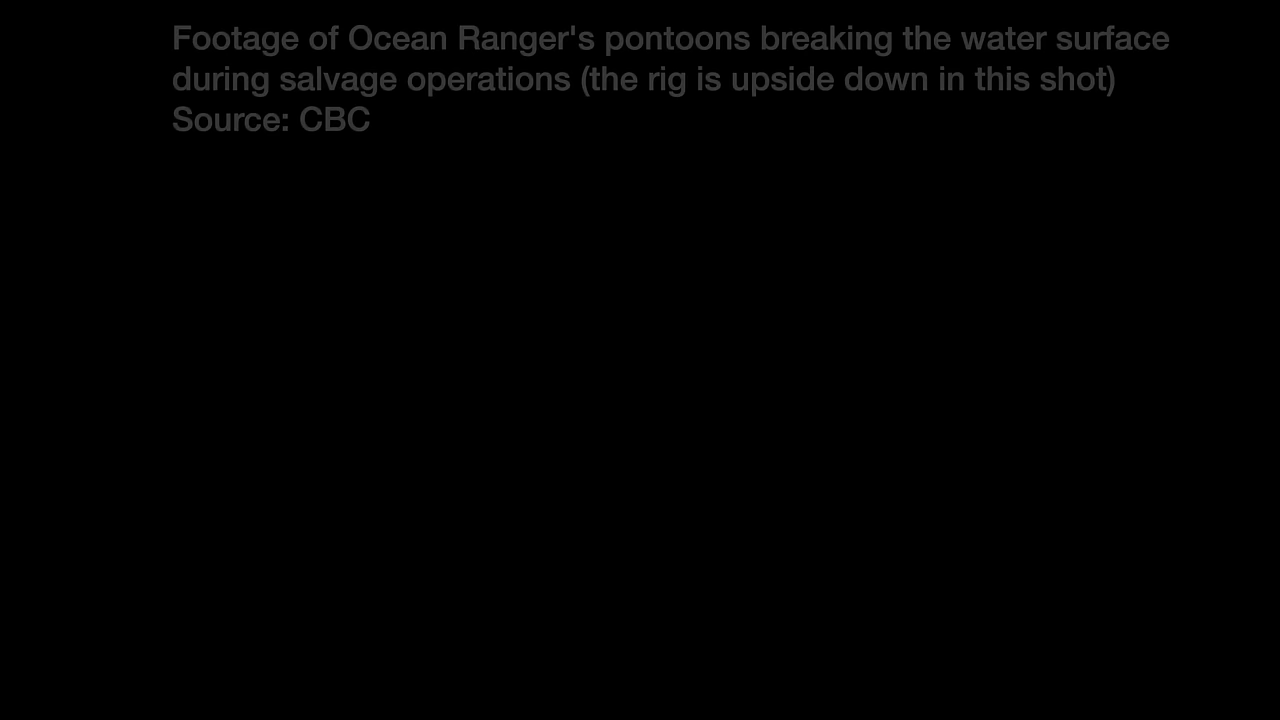 Footage of Ocean Ranger's pontoons breaking the water surface
during salvage operations (the rig is upside down in this shot)
Source: CBC